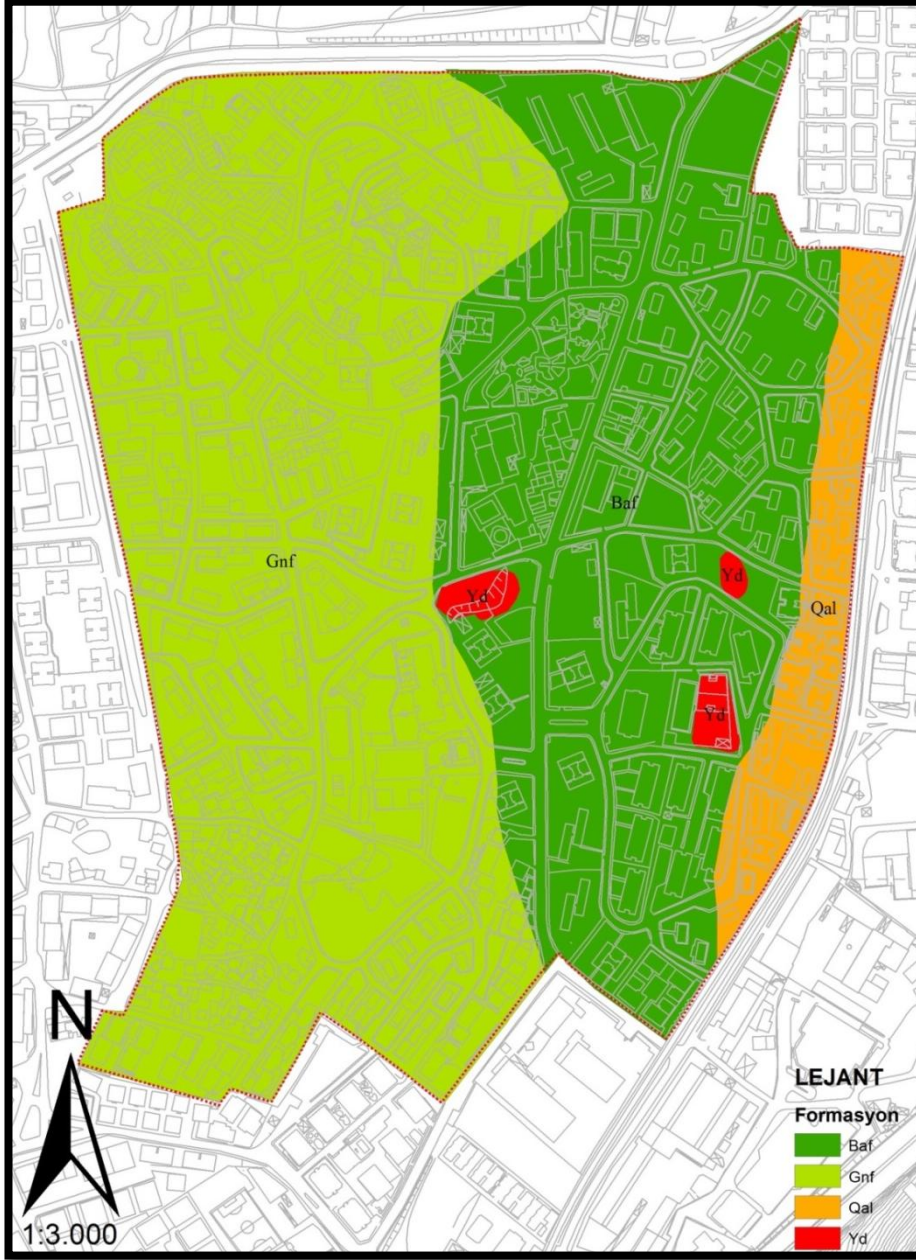 Baf
Gnf
Yd
Yd
Qal
Yd
N
1:3.000
LEJANT
Formasyon
Baf
Gnf
Qal
Yd